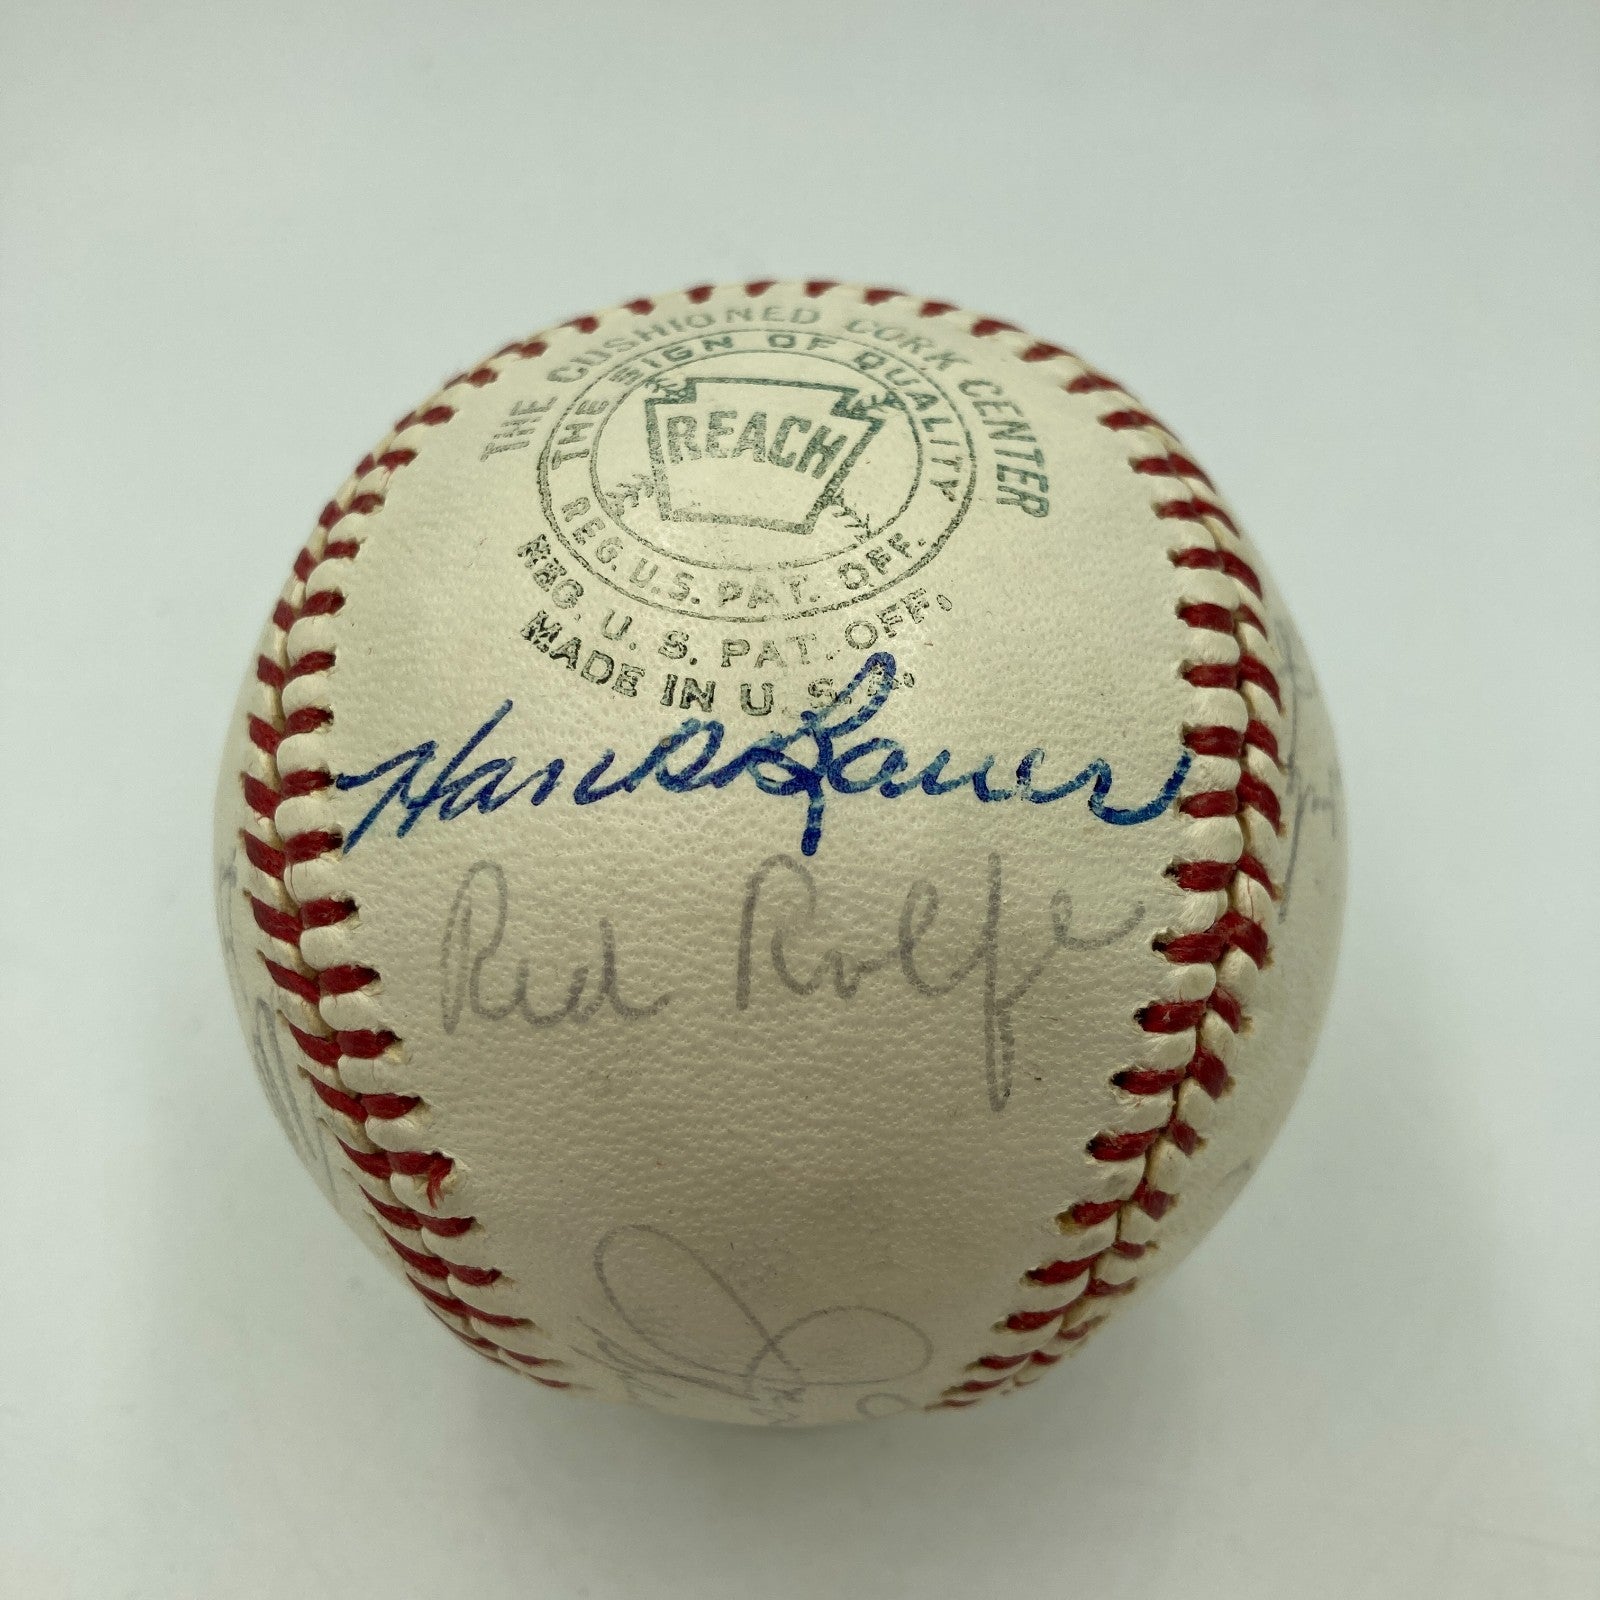 THE CUSHIONED CORK CENTER
THE SIGN OF QUALITY
REACH
REG. U.S. PAT. OFF.
REG. U. S. PAT. OFF.
MADE IN U. S. A.
Hank Bauer
Red Rolfe